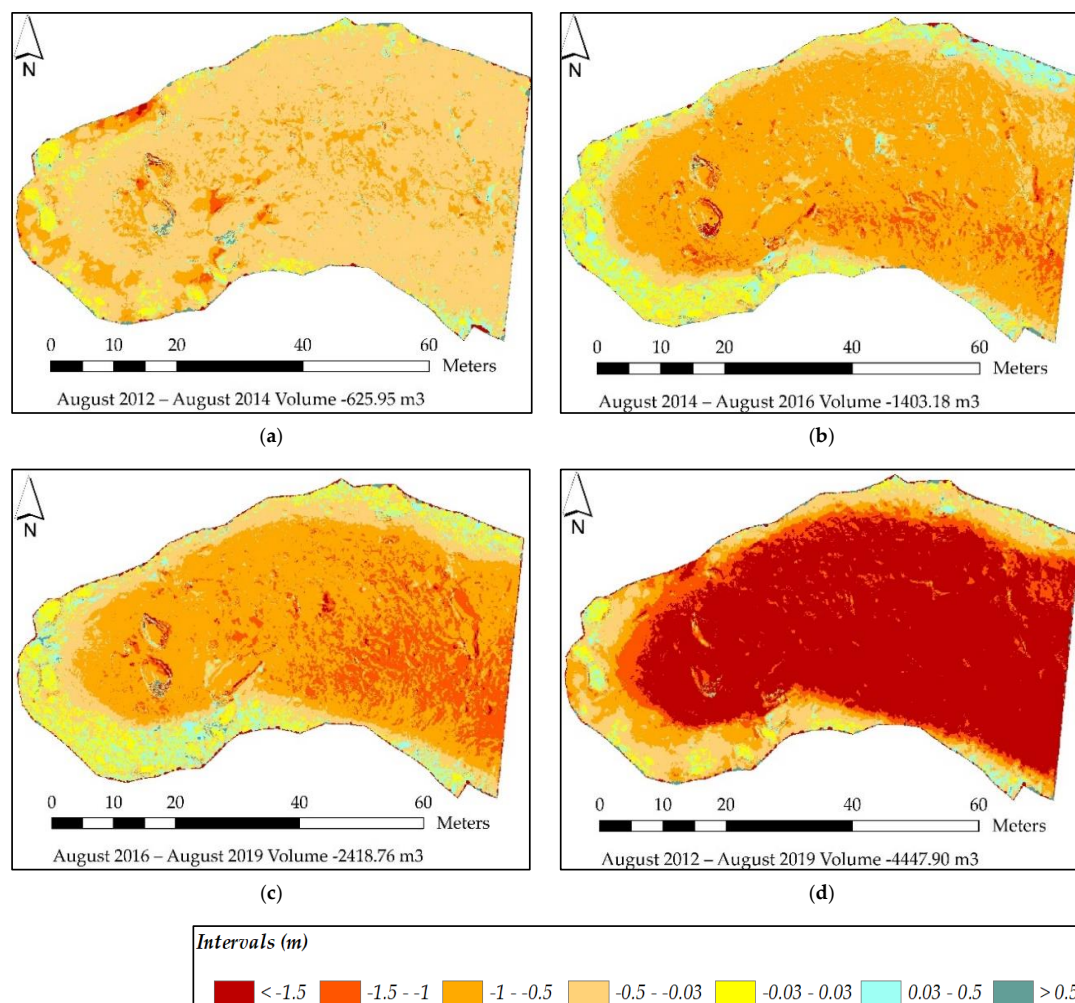 N
0 10 20 40 60
Meters
August 2012 – August 2014 Volume -625.95 m3
(a)
N
0 10 20 40 60
Meters
August 2014 – August 2016 Volume -1403.18 m3
(b)
N
0 10 20 40 60
Meters
August 2016 – August 2019 Volume -2418.76 m3
(c)
N
0 10 20 40 60
Meters
August 2012 – August 2019 Volume -4447.90 m3
(d)
Intervals (m)
< -1.5 -1.5 - -1 -1 - -0.5 -0.5 - -0.03 -0.03 - 0.03 0.03 - 0.5 > 0.5